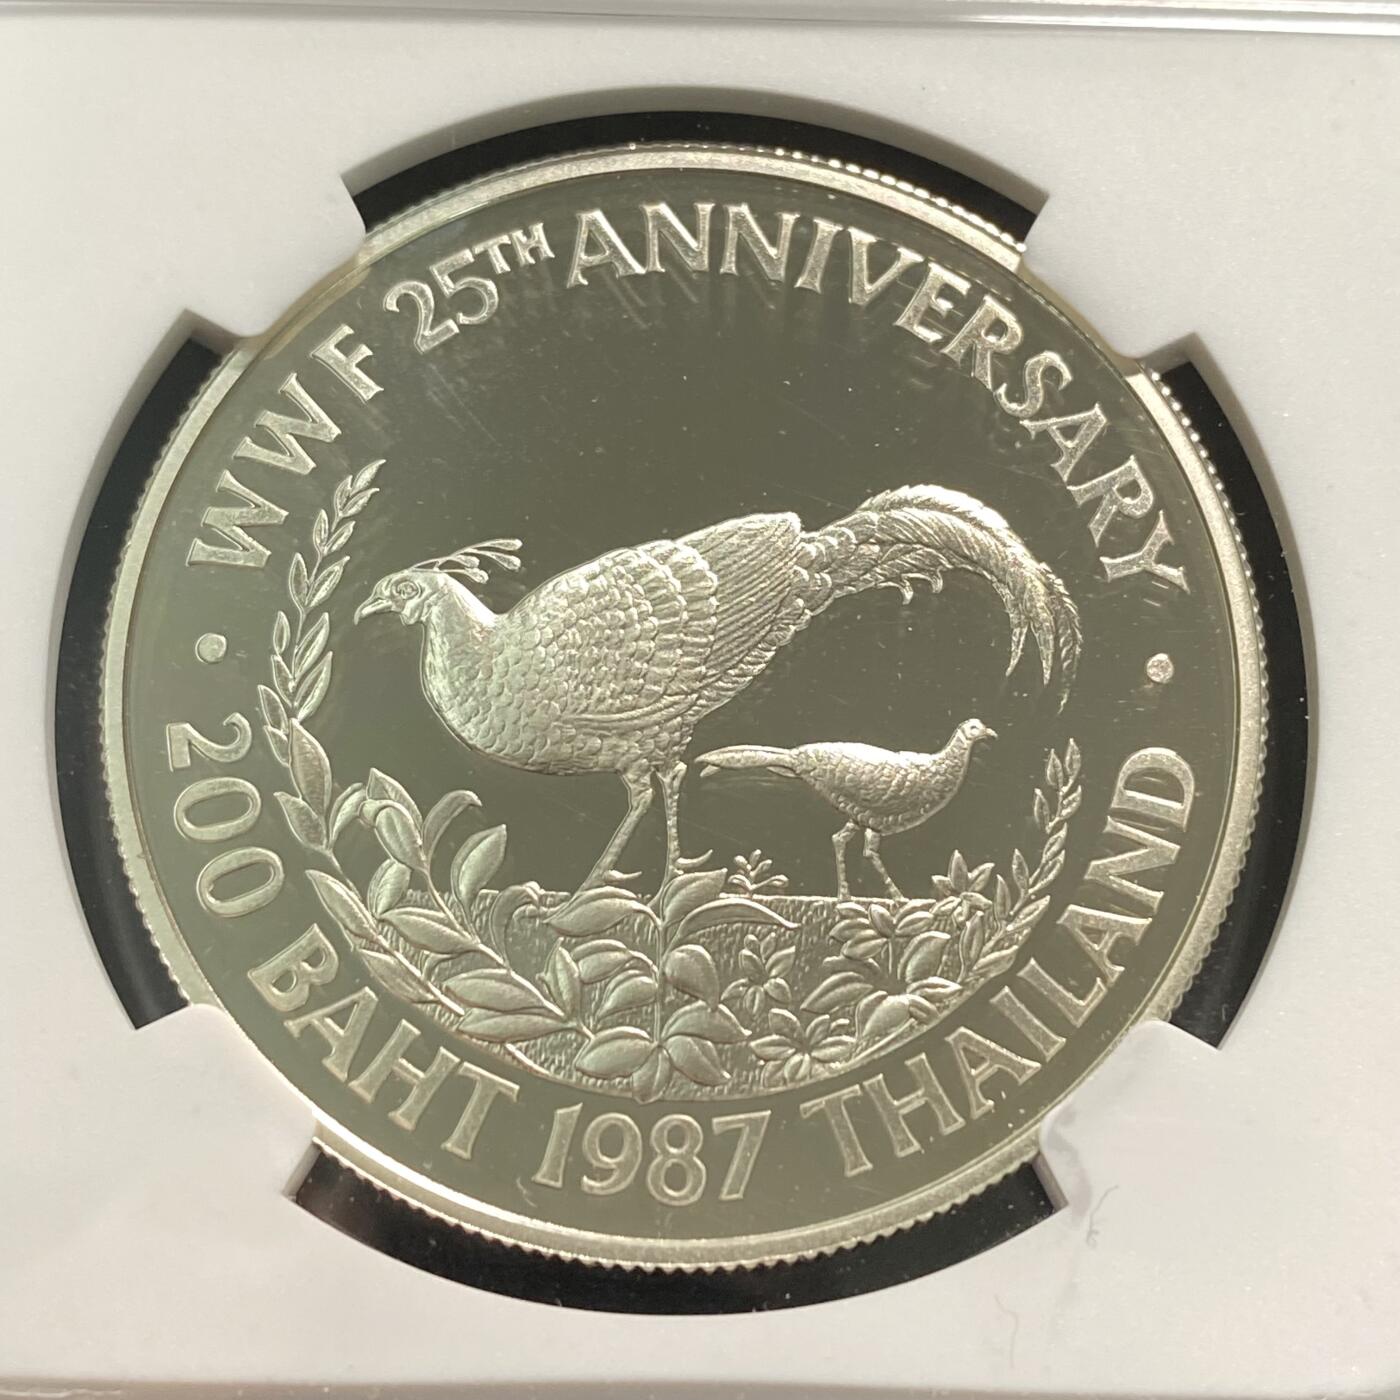 WWF 25TH ANNIVERSARY
200 BAHT 1987 THAILAND